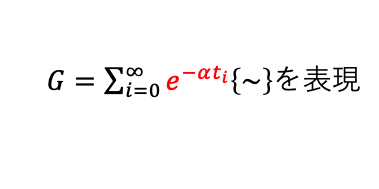 G = ∑_{i=0}^{∞} e^{-αt_i}{~}を表現